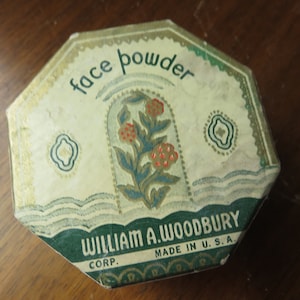 face powder
WILLIAM A. WOODBURY
CORP. MADE IN U. S. A.